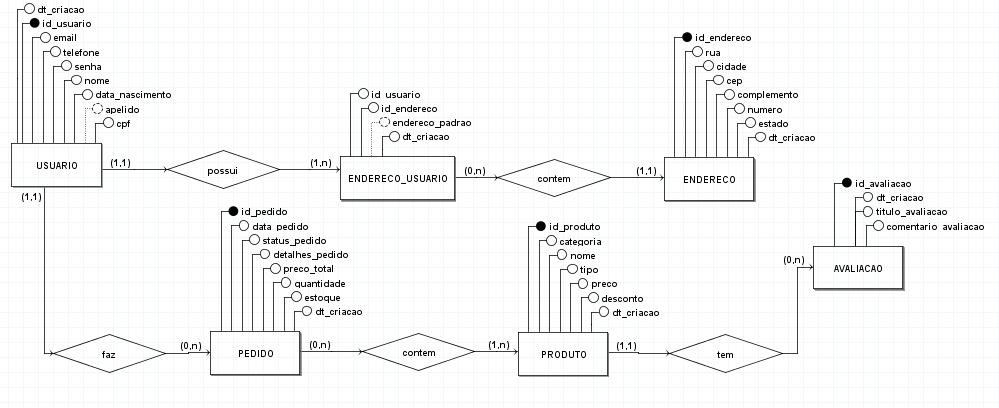 dt_criacao
id_usuario
email
telefone
senha
nome
data_nascimento
apelido
cpf
USUARIO
(1,1)
possui
(1,n)
id_usuario
id_endereco
endereco_padrao
dt_criacao
ENDERECO_USUARIO
(0,n)
contem
(1,1)
id_endereco
rua
cidade
cep
complemento
numero
estado
dt_criacao
ENDERECO
(1,1)
faz
(0,n)
id_pedido
data_pedido
status_pedido
detalhes_pedido
preco_total
quantidade
estoque
dt_criacao
PEDIDO
(0,n)
contem
(1,n)
id_produto
categoria
nome
tipo
preco
desconto
dt_criacao
PRODUTO
(1,1)
tem
(0,n)
id_avaliacao
dt_criacao
titulo_avaliacao
comentario_avaliacao
AVALIACAO